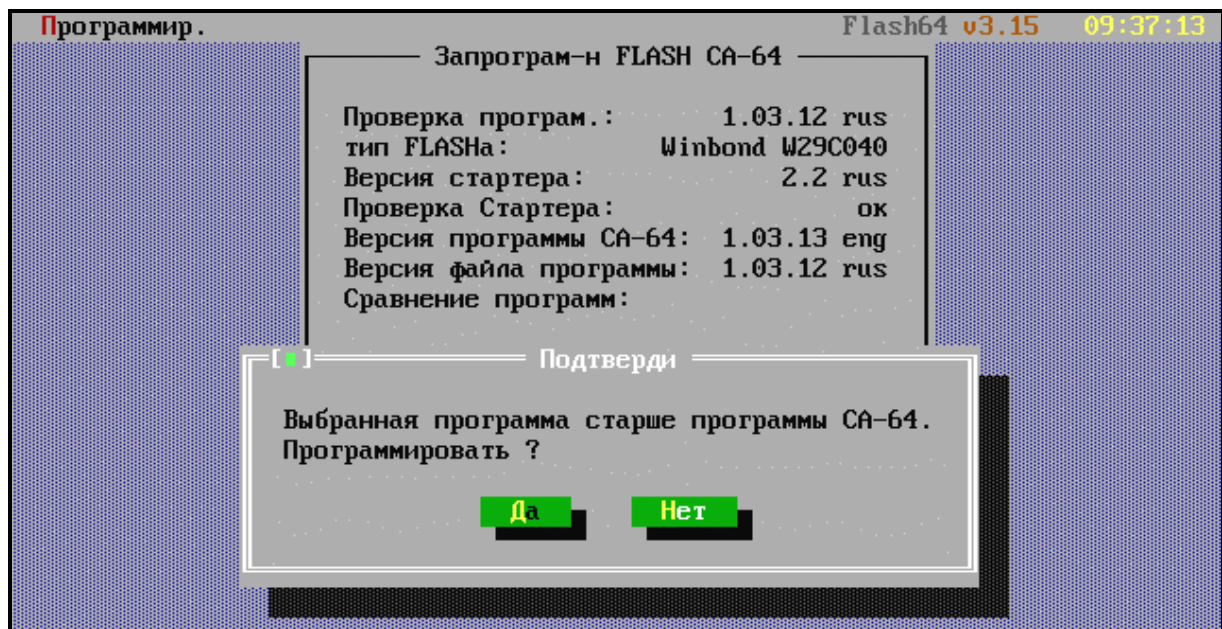 Программир. Flash64 v3.15 09:37:13
Запрограм-н FLASH CA-64
Проверка програм.: 1.03.12 rus
тип FLASHа: Winbond W29C040
Версия стартера: 2.2 rus
Проверка Стартера: ок
Версия программы CA-64: 1.03.13 eng
Версия файла программы: 1.03.12 rus
Сравнение программ:
[■] Подтверди
Выбранная программа старше программы CA-64.
Программировать ?
Да Нет